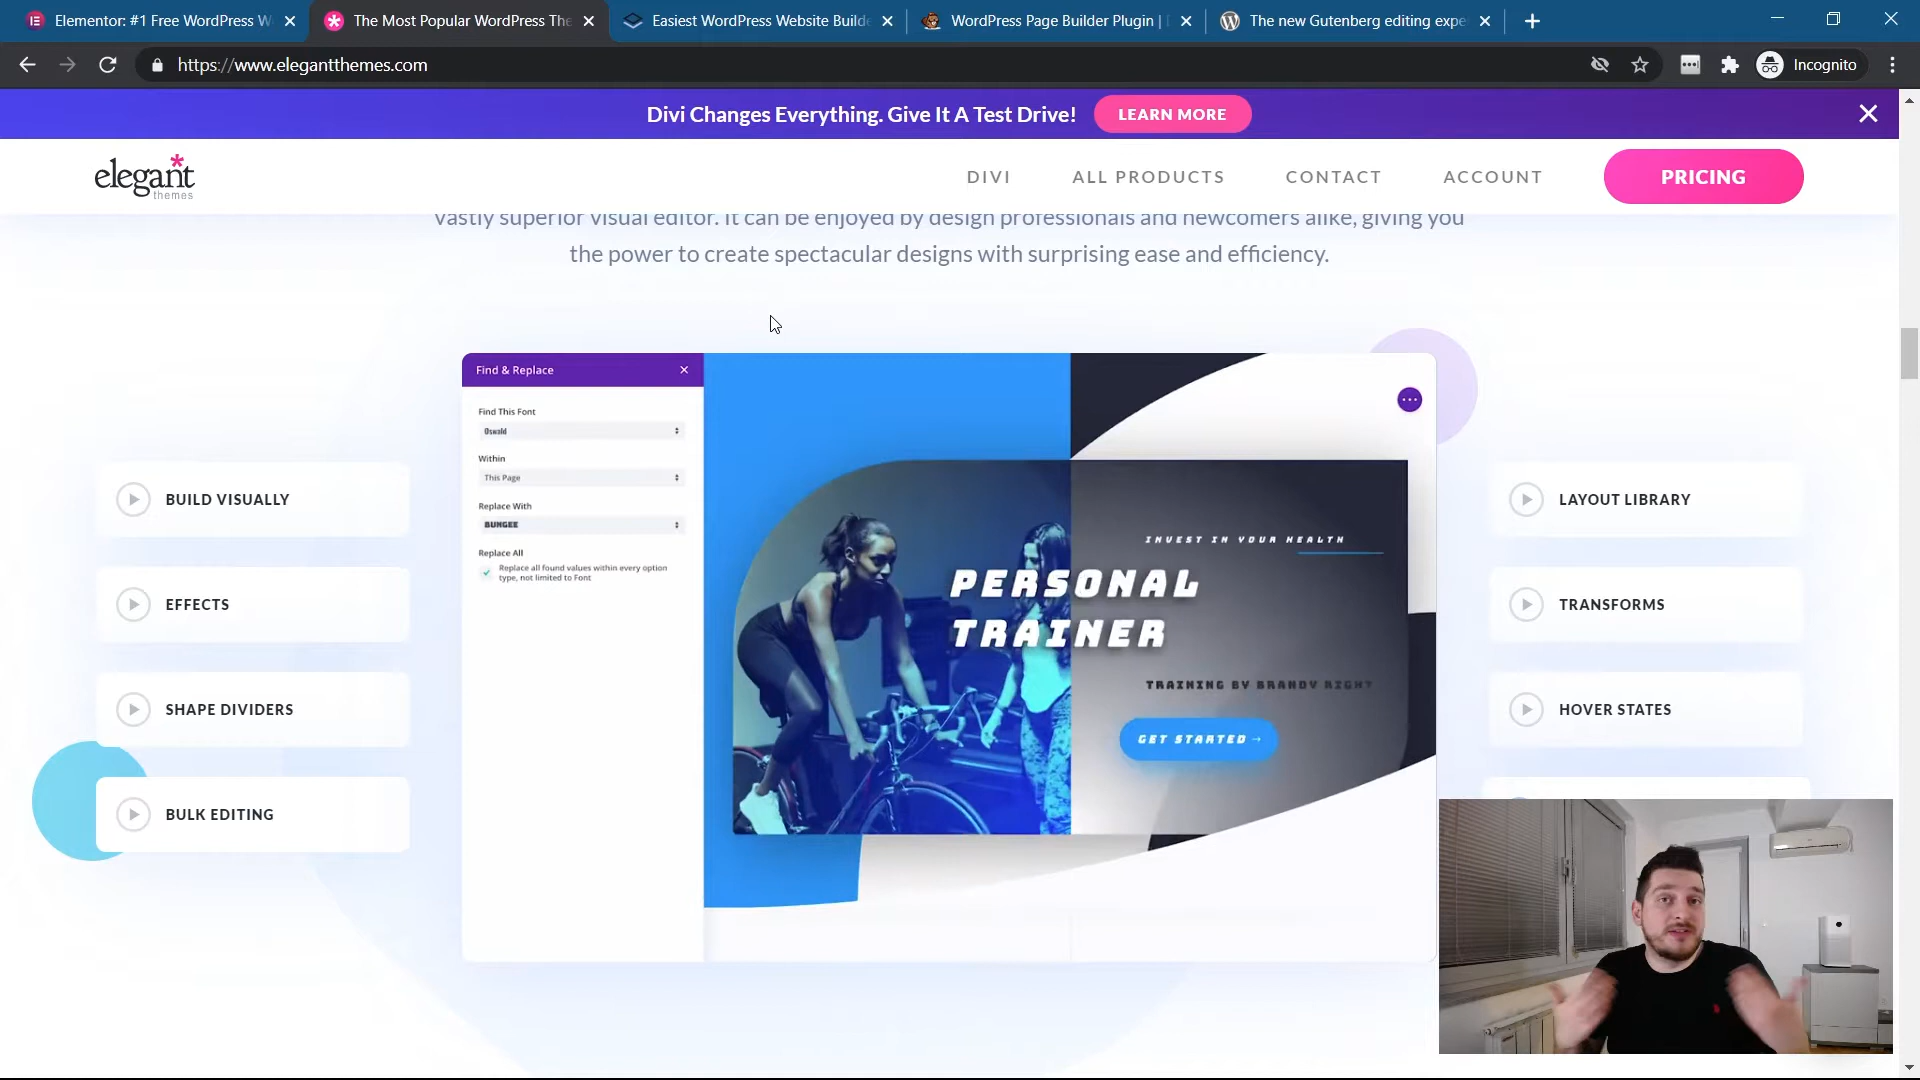 Elementor: #1 Free WordPress W
The Most Popular WordPress The
Easiest WordPress Website Builde
WordPress Page Builder Plugin |
The new Gutenberg editing expe
https://www.elegantthemes.com
Incognito
Divi Changes Everything. Give It A Test Drive!
LEARN MORE
elegant
themes
DIVI
ALL PRODUCTS
CONTACT
ACCOUNT
PRICING
vastly superior visual editor. It can be enjoyed by design professionals and newcomers alike, giving you
the power to create spectacular designs with surprising ease and efficiency.
Find & Replace
Find This Font
Oswald
Within
This Page
Replace With
BUNGEE
Replace All
Replace all found values within every option
type, not limited to Font
INVEST IN YOUR HEALTH
PERSONAL
TRAINER
TRAINING BY BRANDY RIGHT
GET STARTED →
BUILD VISUALLY
EFFECTS
SHAPE DIVIDERS
BULK EDITING
LAYOUT LIBRARY
TRANSFORMS
HOVER STATES